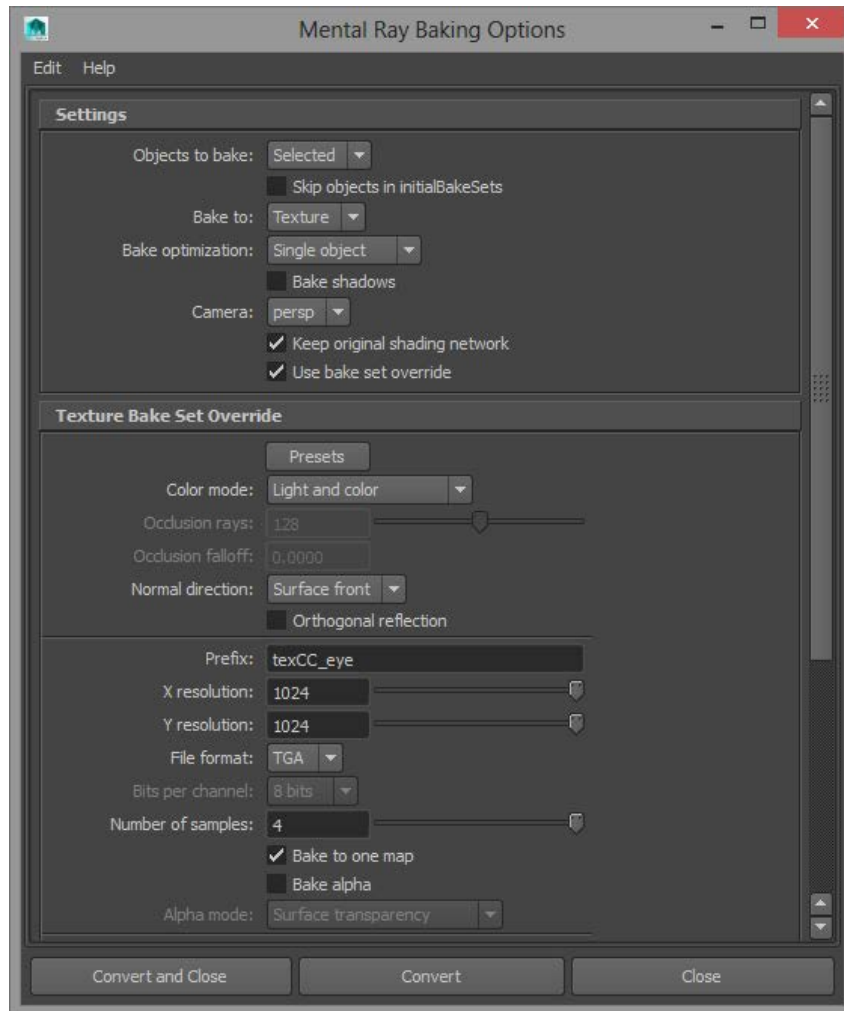 Mental Ray Baking Options
Edit Help
Settings
Objects to bake: Selected
Skip objects in initialBakeSets
Bake to: Texture
Bake optimization: Single object
Bake shadows
Camera: persp
Keep original shading network
Use bake set override
Texture Bake Set Override
Presets
Color mode: Light and color
Occlusion rays: 128
Occlusion falloff: 0.0000
Normal direction: Surface front
Orthogonal reflection
Prefix: texCC_eye
X resolution: 1024
Y resolution: 1024
File format: TGA
Bits per channel: 8 bits
Number of samples: 4
Bake to one map
Bake alpha
Alpha mode: Surface transparency
Convert and Close Convert Close